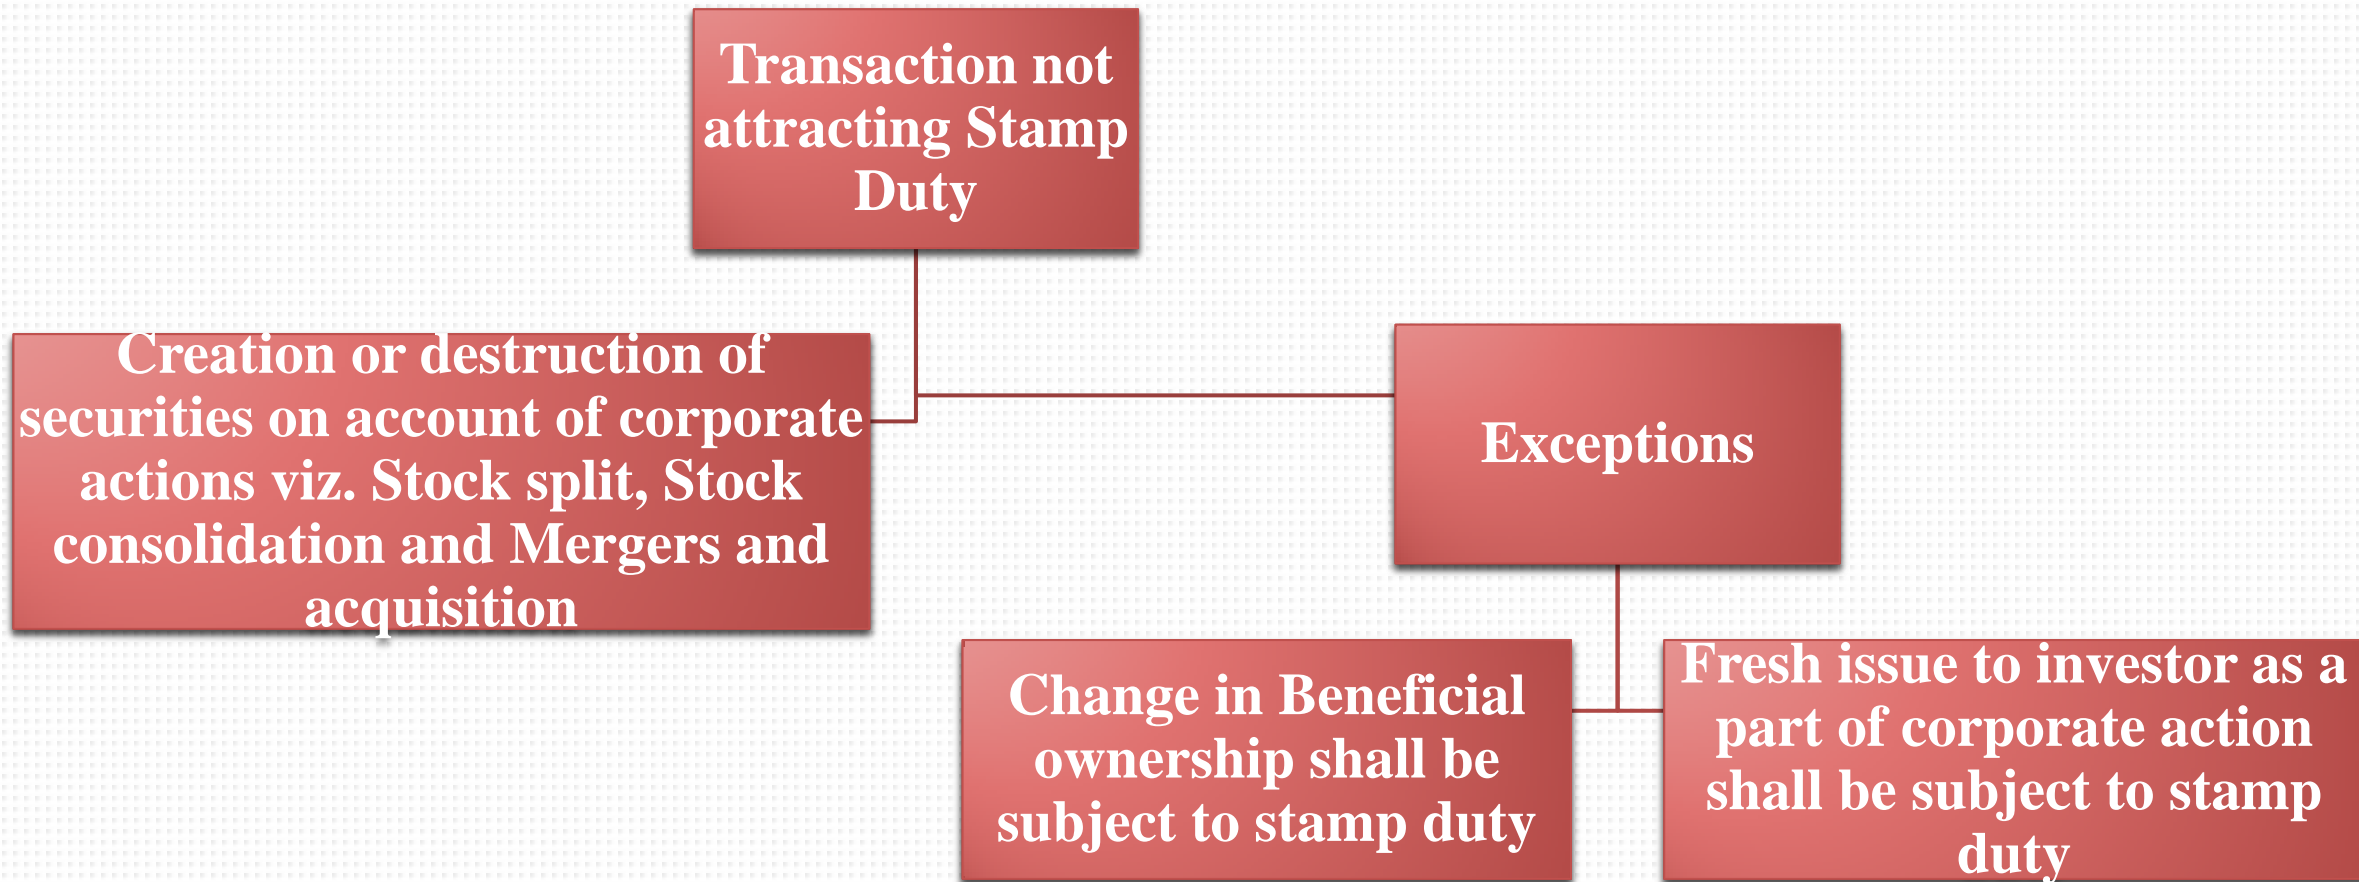 Transaction not
attracting Stamp
Duty
Creation or destruction of
securities on account of corporate
actions viz. Stock split, Stock
consolidation and Mergers and
acquisition
Exceptions
Change in Beneficial
ownership shall be
subject to stamp duty
Fresh issue to investor as a
part of corporate action
shall be subject to stamp
duty